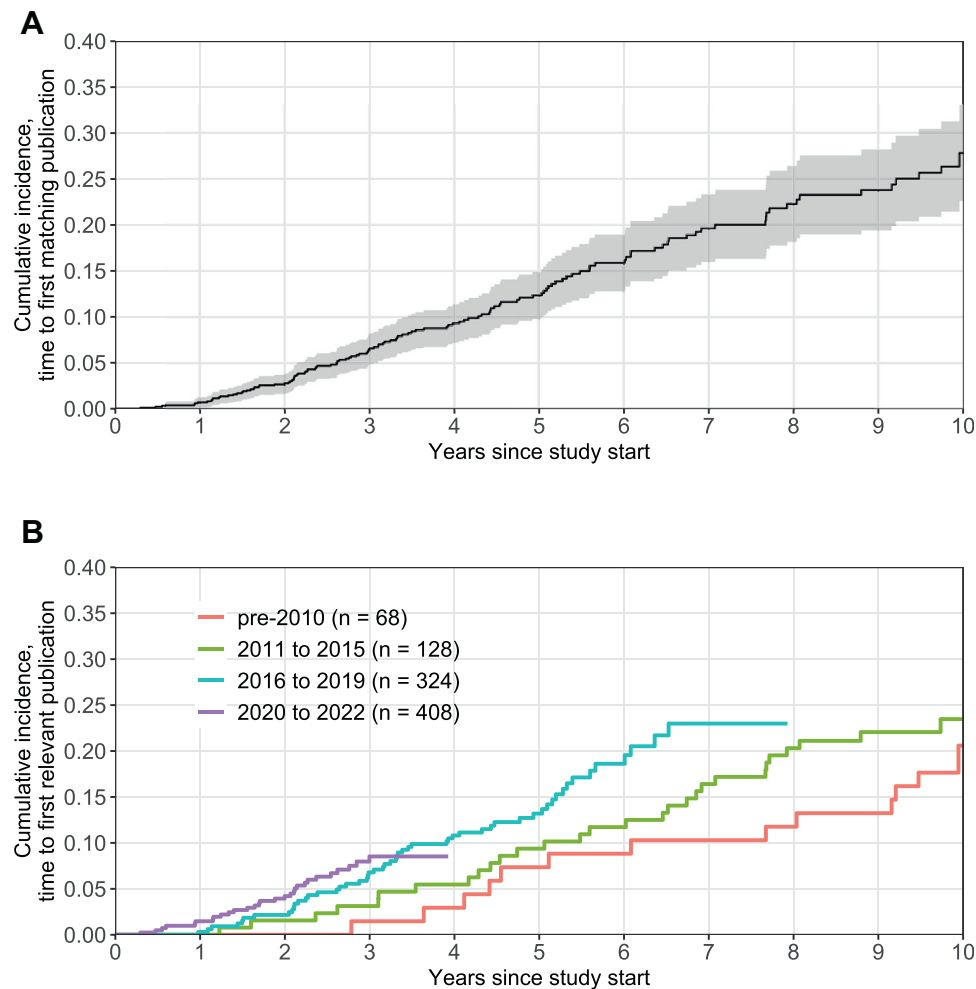 A
Cumulative incidence,
time to first matching publication
0.40
0.35
0.30
0.25
0.20
0.15
0.10
0.05
0.00
0 1 2 3 4 5 6 7 8 9 10
Years since study start
B
Cumulative incidence,
time to first relevant publication
0.40
0.35
0.30
0.25
0.20
0.15
0.10
0.05
0.00
pre-2010 (n = 68)
2011 to 2015 (n = 128)
2016 to 2019 (n = 324)
2020 to 2022 (n = 408)
0 1 2 3 4 5 6 7 8 9 10
Years since study start